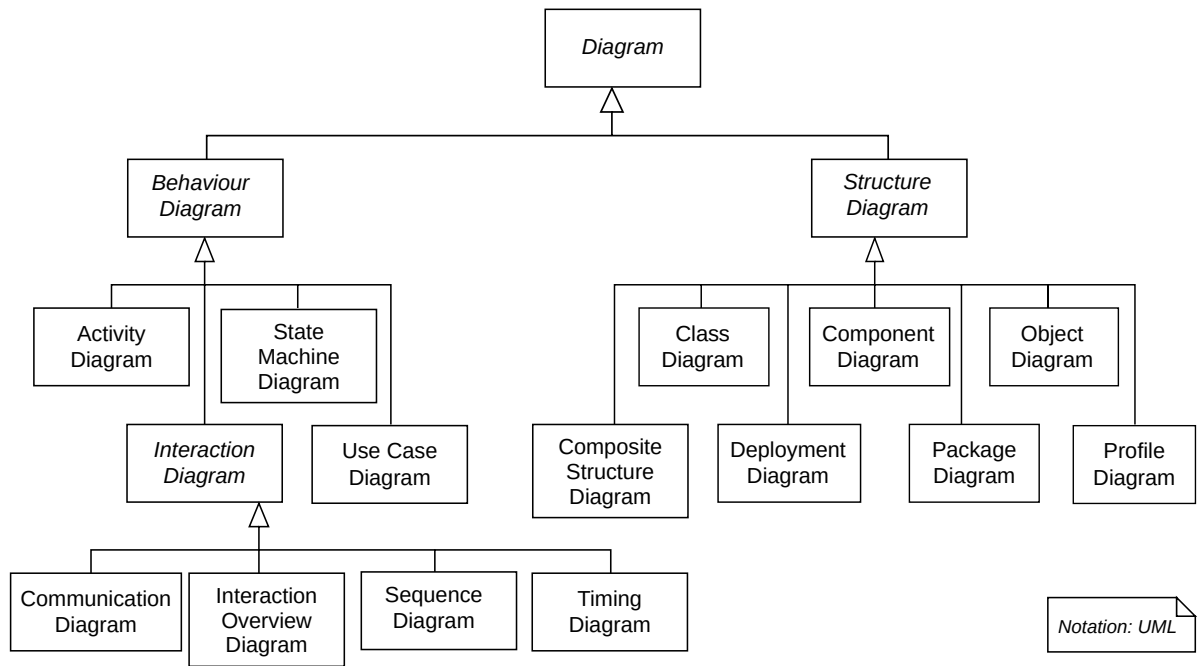 Diagram
Behaviour
Diagram
Structure
Diagram
Activity
Diagram
State
Machine
Diagram
Class
Diagram
Component
Diagram
Object
Diagram
Interaction
Diagram
Use Case
Diagram
Composite
Structure
Diagram
Deployment
Diagram
Package
Diagram
Profile
Diagram
Communication
Diagram
Interaction
Overview
Diagram
Sequence
Diagram
Timing
Diagram
Notation: UML